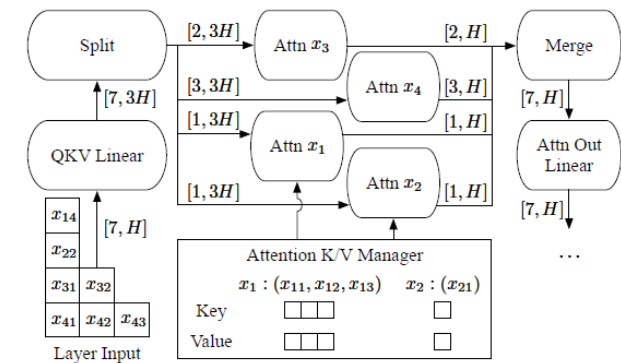 Split
[2, 3H]
Attn x₃
[2, H]
Merge
[3, 3H]
Attn x₄
[3, H]
[7, 3H]
[7, H]
[1, 3H]
Attn x₁
[1, H]
QKV Linear
Attn Out
Linear
[1, 3H]
Attn x₂
[1, H]
x₁₄
[7, H]
[7, H]
x₂₂
Attention K/V Manager
...
x₃₁ x₃₂
x₁ : (x₁₁, x₁₂, x₁₃) x₂ : (x₂₁)
Key
x₄₁ x₄₂ x₄₃
Value
Layer Input